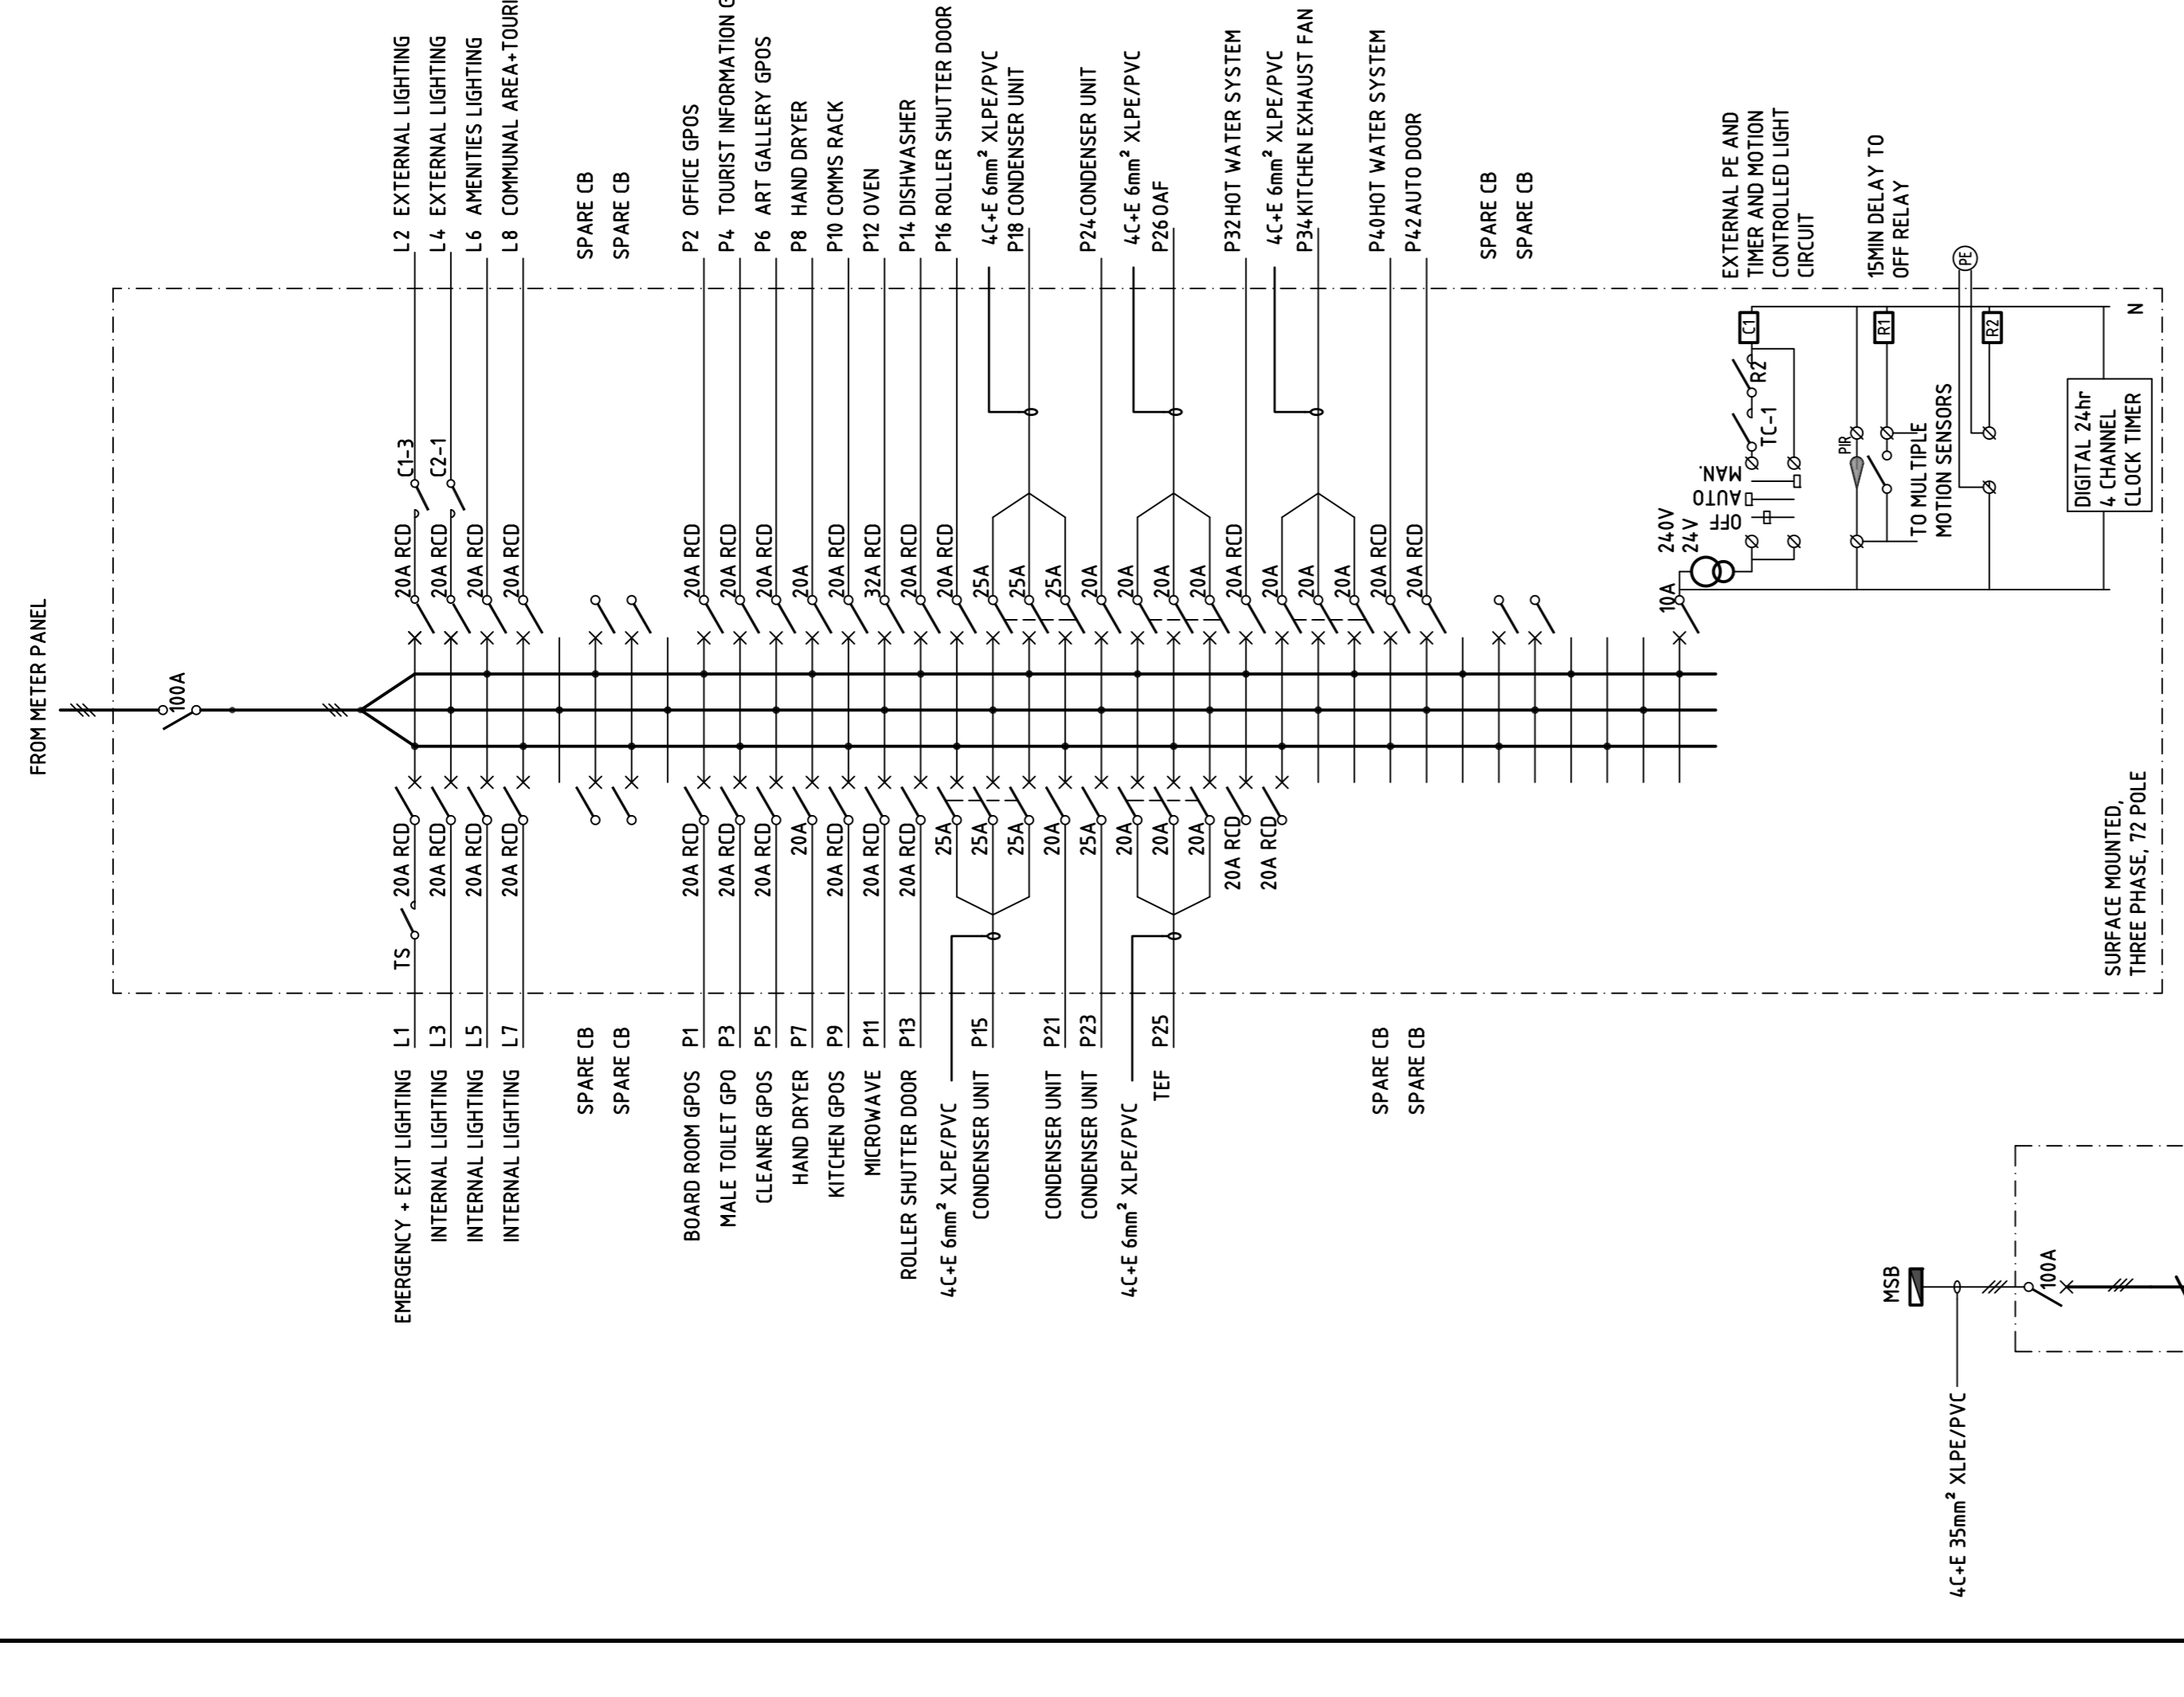 FROM METER PANEL
100A
L2 EXTERNAL LIGHTING
L4 EXTERNAL LIGHTING
L6 AMENITIES LIGHTING
L8 COMMUNAL
SPARE CB
SPARE CB
P2 OFFICE GPOS
P4 TOURIST INFORMATION
P6 ART GALLERY GPOS
P8 HAND DRYER
P10 COMMS RACK
P12 OVEN
P14 DISHWASHER
P16 ROLLER SHUTTER DOOR
4C+E 6mm² XLPE/PVC
P18 CONDENSER UNIT
P24 CONDENSER UNIT
4C+E 6mm² XLPE/PVC
P26 OAF
P32 HOT WATER SYSTEM
4C+E 6mm² XLPE/PVC
P34 KITCHEN EXHAUST FAN
P40 HOT WATER SYSTEM
P42 AUTO DOOR
SPARE CB
SPARE CB
C1-3
C2-1
20A RCD
20A RCD
20A RCD
20A RCD
20A RCD
20A RCD
20A RCD
20A
20A RCD
32A RCD
20A RCD
20A RCD
25A
25A
25A
20A
20A
20A
20A
20A RCD
20A
20A
20A
20A RCD
20A RCD
10A
240V
24V
OFF
AUTO
MAN.
TC-1
R2
C1
EXTERNAL PE AND
TIMER AND MOTION
CONTROLLED LIGHT
CIRCUIT
15MIN DELAY TO
OFF RELAY
PE
PIR
R1
R2
TO MULTIPLE
MOTION SENSORS
DIGITAL 24hr
4 CHANNEL
CLOCK TIMER
N
20A RCD
20A RCD
20A RCD
20A RCD
20A RCD
20A RCD
20A RCD
20A
20A RCD
20A RCD
20A RCD
25A
25A
25A
20A
25A
20A
20A
20A
20A RCD
20A RCD
TS
EMERGENCY + EXIT LIGHTING L1
INTERNAL LIGHTING L3
INTERNAL LIGHTING L5
INTERNAL LIGHTING L7
SPARE CB
SPARE CB
BOARD ROOM GPOS P1
MALE TOILET GPO P3
CLEANER GPOS P5
HAND DRYER P7
KITCHEN GPOS P9
MICROWAVE P11
ROLLER SHUTTER DOOR P13
4C+E 6mm² XLPE/PVC
CONDENSER UNIT P15
CONDENSER UNIT P21
CONDENSER UNIT P23
4C+E 6mm² XLPE/PVC
TEF P25
SPARE CB
SPARE CB
SURFACE MOUNTED,
THREE PHASE, 72 POLE
MSB
100A
4C+E 35mm² XLPE/PVC